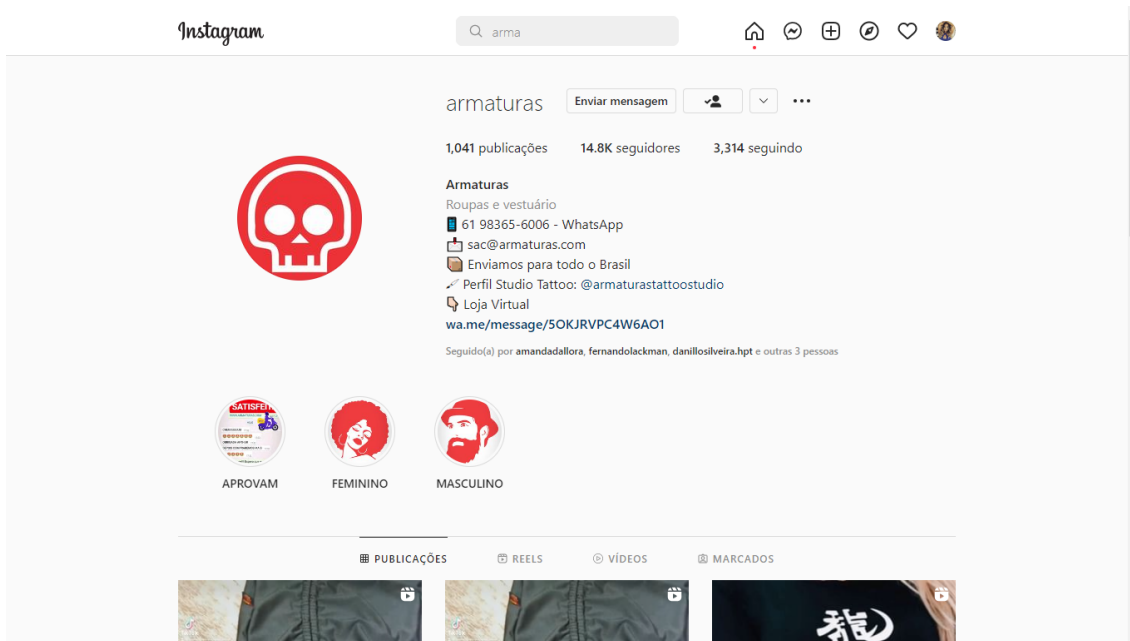 Instagram
arma
armaturas Enviar mensagem
1,041 publicações 14.8K seguidores 3,314 seguindo
Armaturas
Roupas e vestuário
61 98365-6006 - WhatsApp
sac@armaturas.com
Enviamos para todo o Brasil
Perfil Studio Tattoo: @armaturastattoostudio
Loja Virtual
wa.me/message/5OKJRVPC4W6AO1
Seguido(a) por amandadallora, fernandolackman, danillosilveira.hpt e outras 3 pessoas
APROVAM FEMININO MASCULINO
PUBLICAÇÕES REELS VÍDEOS MARCADOS
龍